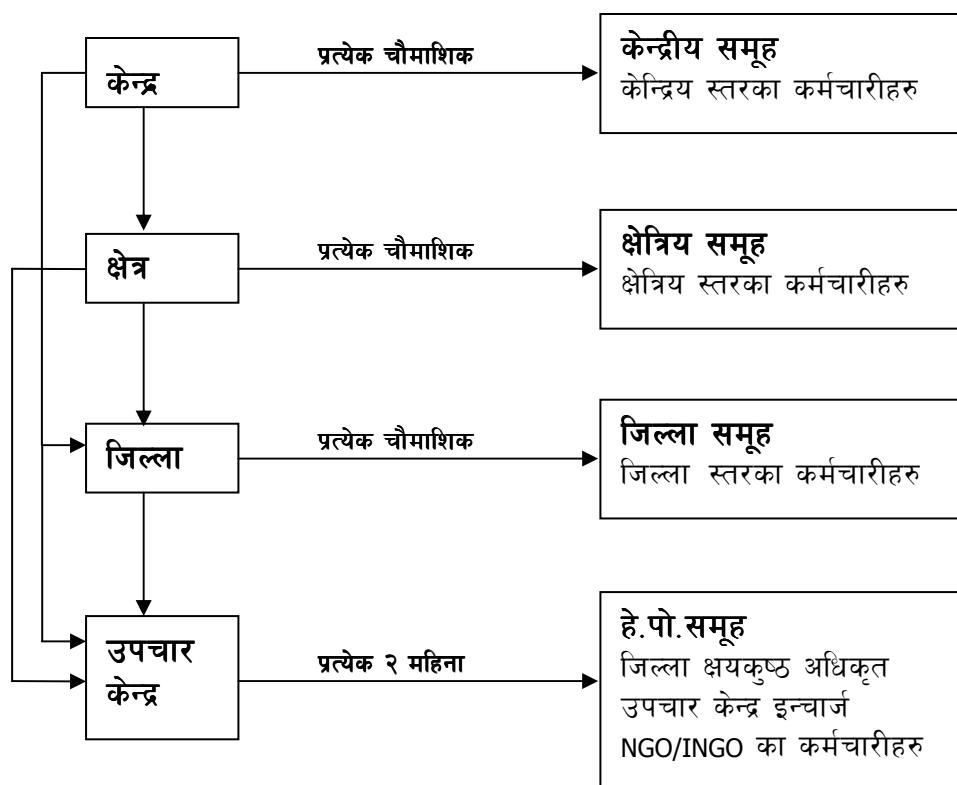 केन्द्र
प्रत्येक चौमाशिक
केन्द्रीय समूह
केन्द्रिय स्तरका कर्मचारीहरु
क्षेत्र
प्रत्येक चौमाशिक
क्षेत्रिय समूह
क्षेत्रिय स्तरका कर्मचारीहरु
जिल्ला
प्रत्येक चौमाशिक
जिल्ला समूह
जिल्ला स्तरका कर्मचारीहरु
उपचार
केन्द्र
प्रत्येक २ महिना
हे.पो.समूह
जिल्ला क्षयकुष्ठ अधिकृत
उपचार केन्द्र इन्चार्ज
NGO/INGO का कर्मचारीहरु